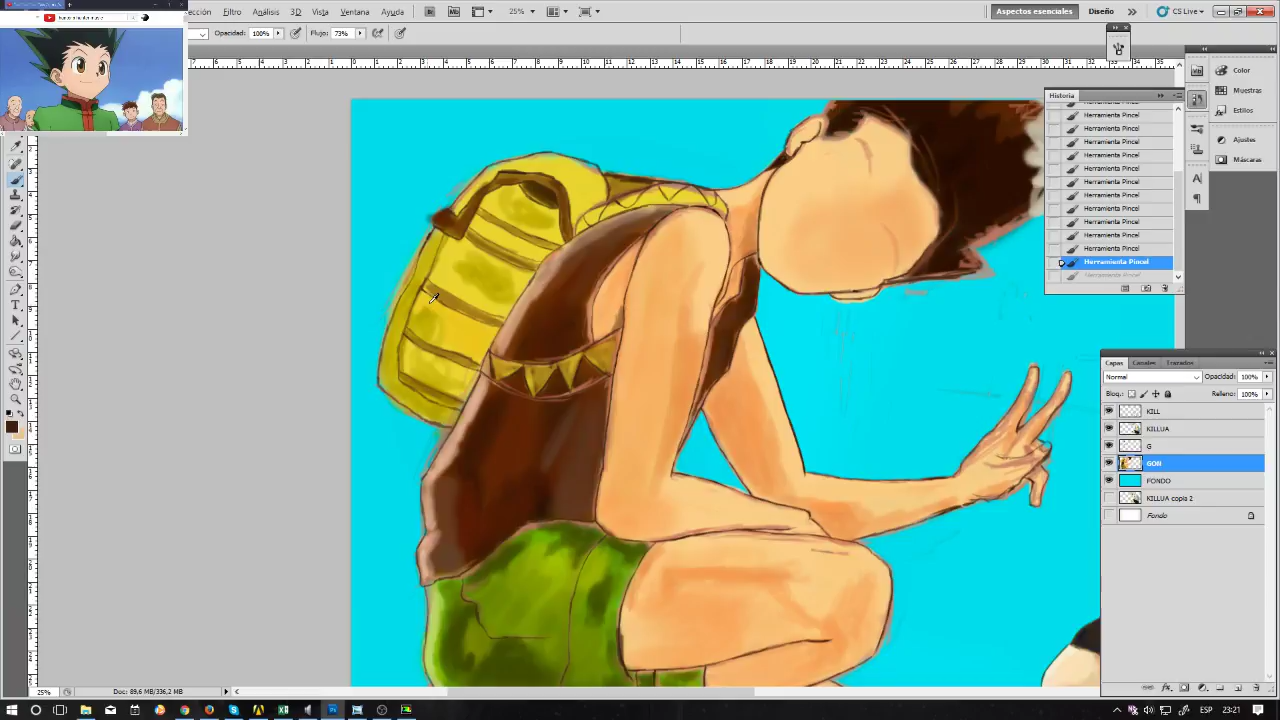 hunter x hunter music
ección Filtro Análisis 3D Ventana
25%
Aspectos esenciales Diseño CS Live
Opacidad: 100% Flujo: 73%
Historia
Herramienta Pincel
Herramienta Pincel
Herramienta Pincel
Herramienta Pincel
Herramienta Pincel
Herramienta Pincel
Herramienta Pincel
Herramienta Pincel
Herramienta Pincel
Herramienta Pincel
Herramienta Pincel
Herramienta Pincel
Herramienta Pincel
Color
Muestras
Estilos
Ajustes
Máscaras
Capas Canales Trazados
Normal Opacidad: 100%
Bloq.: Relleno: 100%
KILL
KILLUA
G
GON
FONDO
KILLUA copia 2
Fondo
25% Doc: 89,6 MB/336,2 MB
ESP 23:21